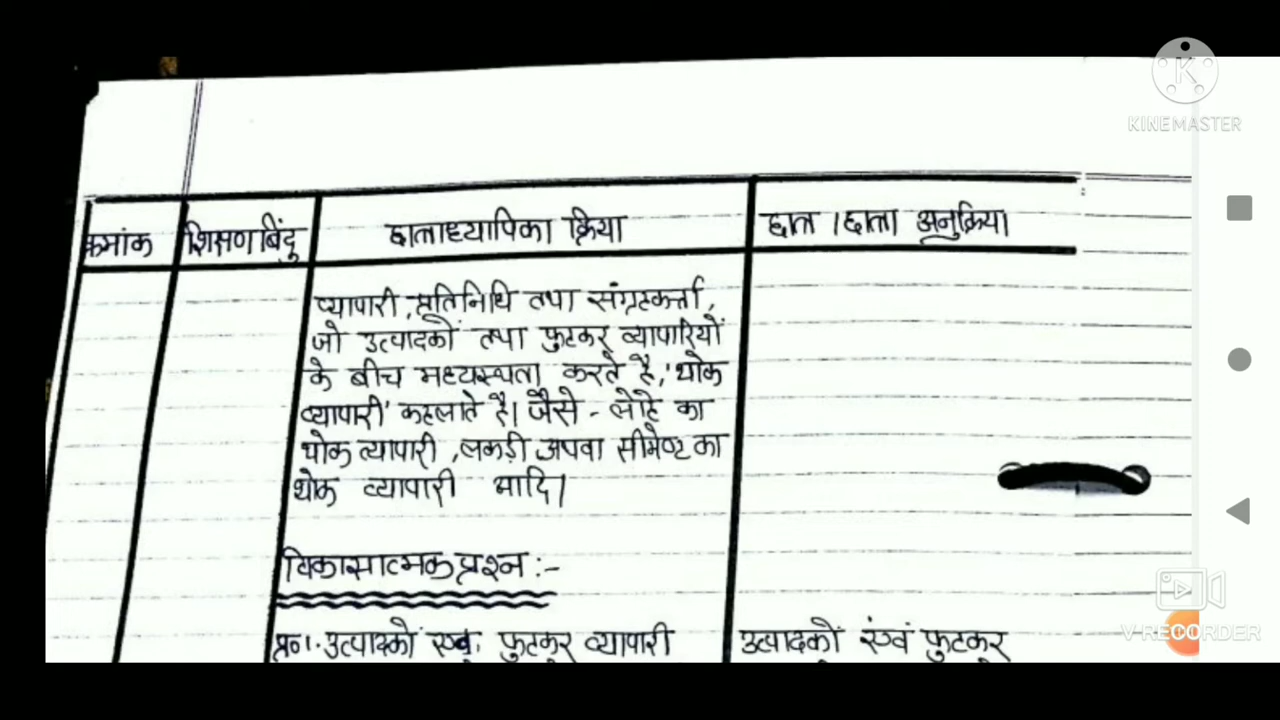 KINEMASTER
क्रमांक शिक्षण बिंदु छात्राध्यापिका क्रिया छात्र / छात्रा अनुक्रिया
व्यापारी, प्रतिनिधि तथा संग्रहकर्त्ता,
जो उत्पादकों तथा फुटकर व्यापारियों
के बीच मध्यस्थता करते है, 'थोक
व्यापारी' कहलाते है। जैसे - लोहे का
थोक व्यापारी, लकड़ी अथवा सीमेण्ट का
थोक व्यापारी आदि।
विकासात्मक प्रश्न :-
प्र०1. उत्पादकों एवं फुटकर व्यापारी उत्पादकों एंवं फुटकर
V RECORDER